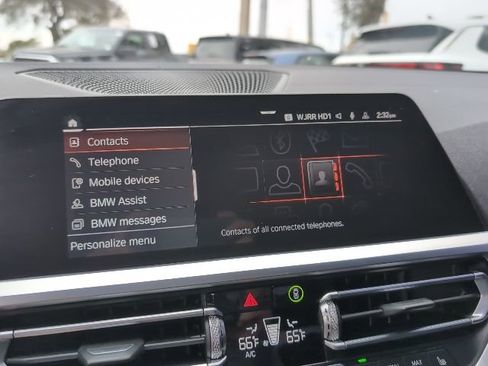 WJRR HD1 2:32pm
Contacts
Telephone
Mobile devices
BMW Assist
BMW messages
Personalize menu
Contacts of all connected telephones.
66°F
A/C
65°F
MAX